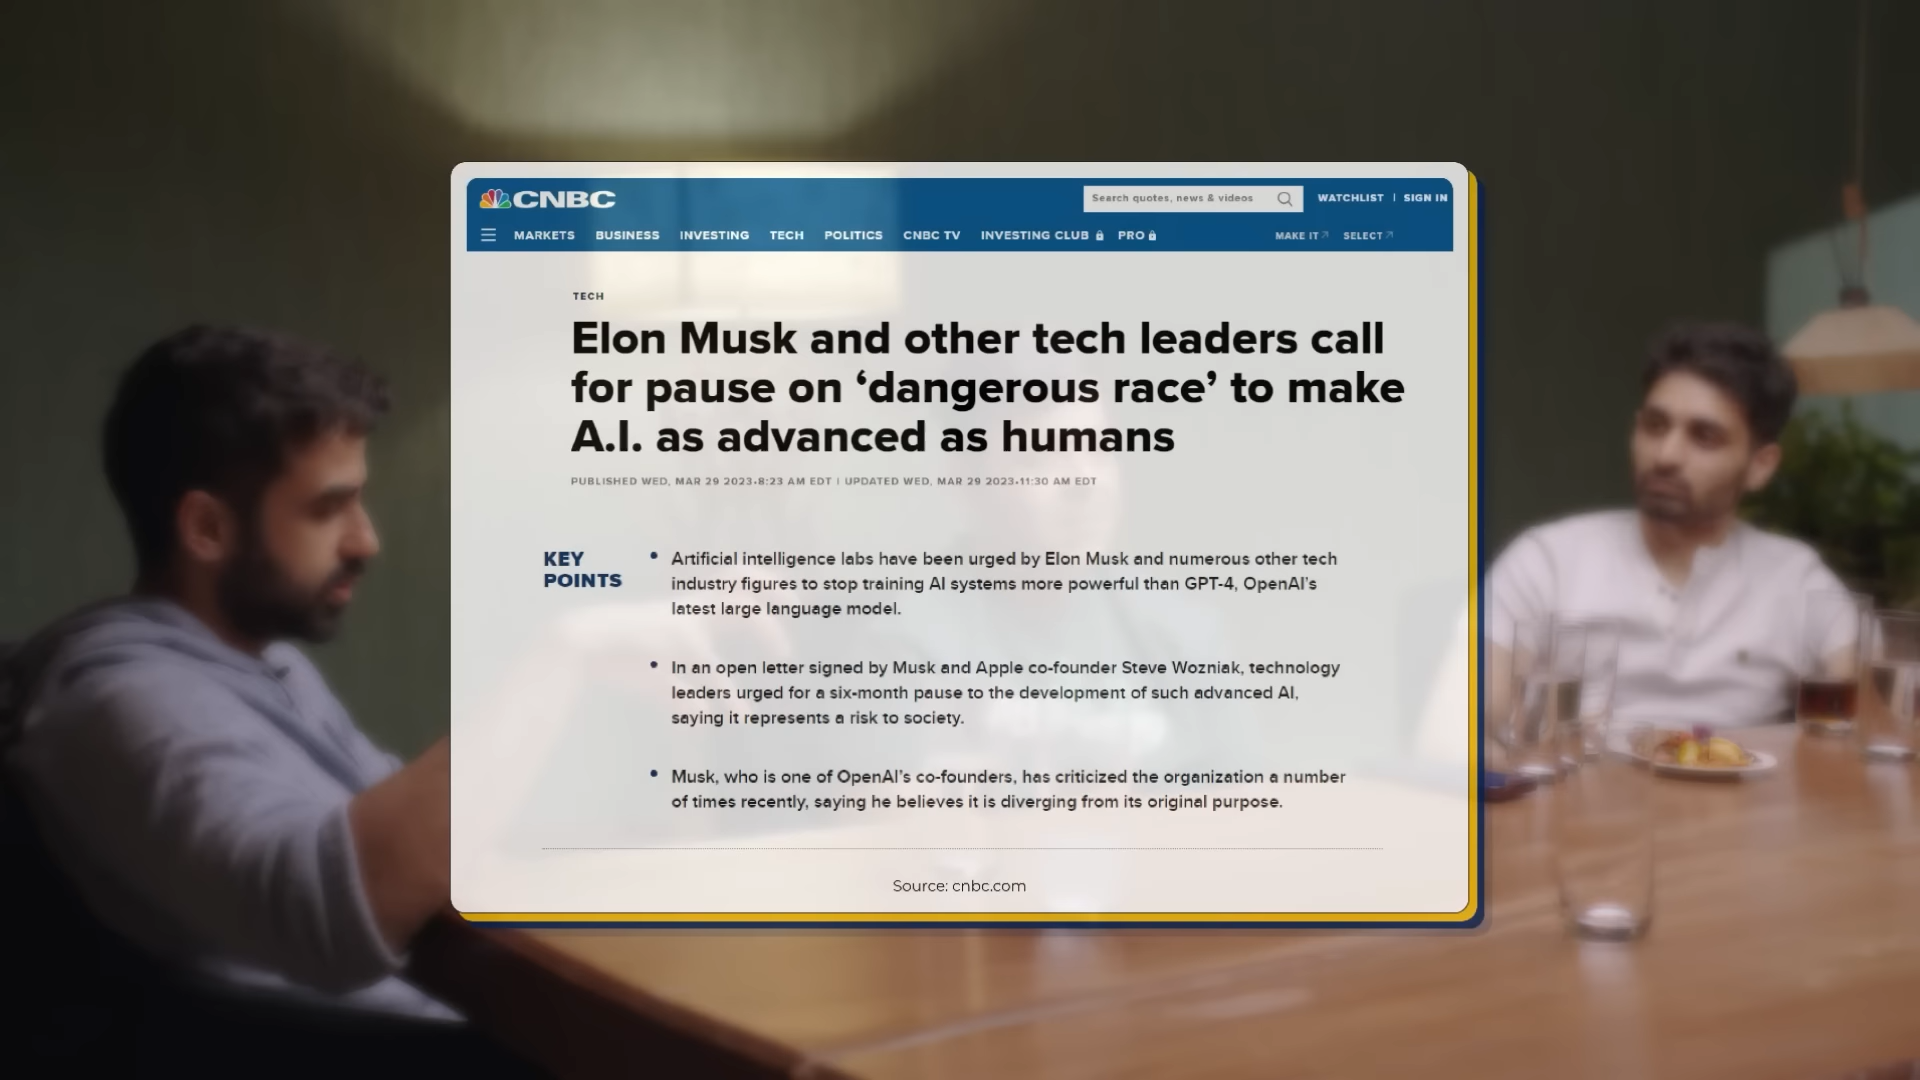 CNBC
Search quotes, news & videos
WATCHLIST | SIGN IN
MARKETS BUSINESS INVESTING TECH POLITICS CNBC TV INVESTING CLUB PRO MAKE IT SELECT
TECH
Elon Musk and other tech leaders call
for pause on ‘dangerous race’ to make
A.I. as advanced as humans
PUBLISHED WED, MAR 29 2023•8:23 AM EDT | UPDATED WED, MAR 29 2023•11:30 AM EDT
KEY
POINTS
• Artificial intelligence labs have been urged by Elon Musk and numerous other tech
industry figures to stop training AI systems more powerful than GPT-4, OpenAI’s
latest large language model.
• In an open letter signed by Musk and Apple co-founder Steve Wozniak, technology
leaders urged for a six-month pause to the development of such advanced AI,
saying it represents a risk to society.
• Musk, who is one of OpenAI’s co-founders, has criticized the organization a number
of times recently, saying he believes it is diverging from its original purpose.
Source: cnbc.com